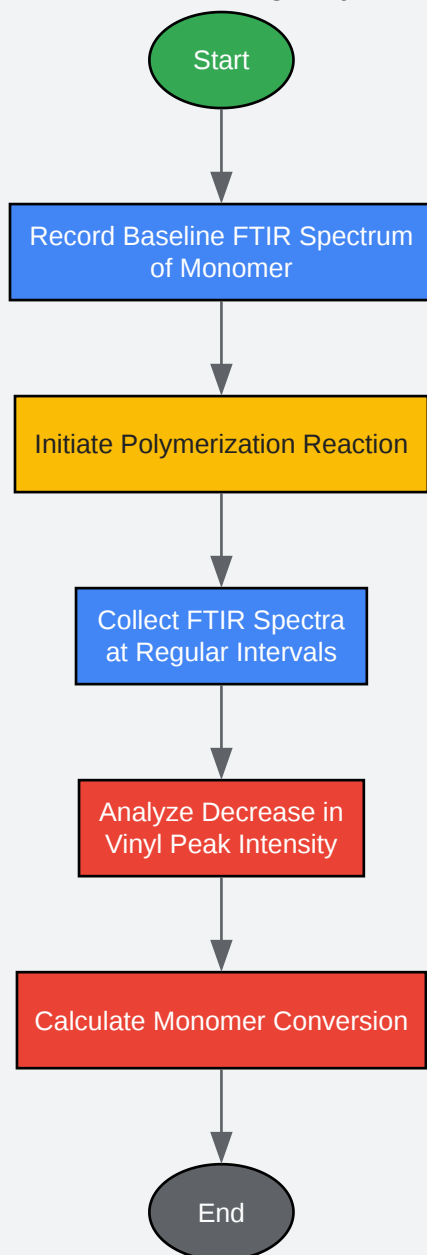 Start
Record Baseline FTIR Spectrum
of Monomer
Initiate Polymerization Reaction
Collect FTIR Spectra
at Regular Intervals
Analyze Decrease in
Vinyl Peak Intensity
Calculate Monomer Conversion
End